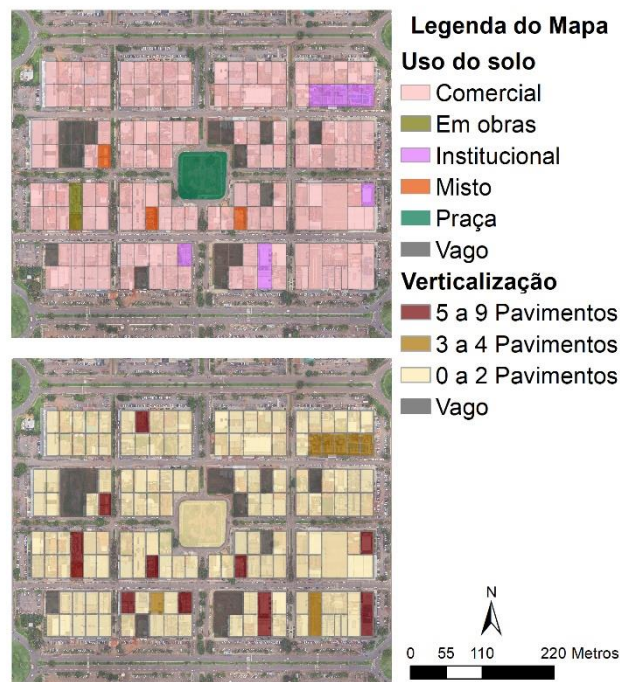 Legenda do Mapa
Uso do solo
Comercial
Em obras
Institucional
Misto
Praça
Vago
Verticalização
5 a 9 Pavimentos
3 a 4 Pavimentos
0 a 2 Pavimentos
Vago
N
0 55 110 220 Metros